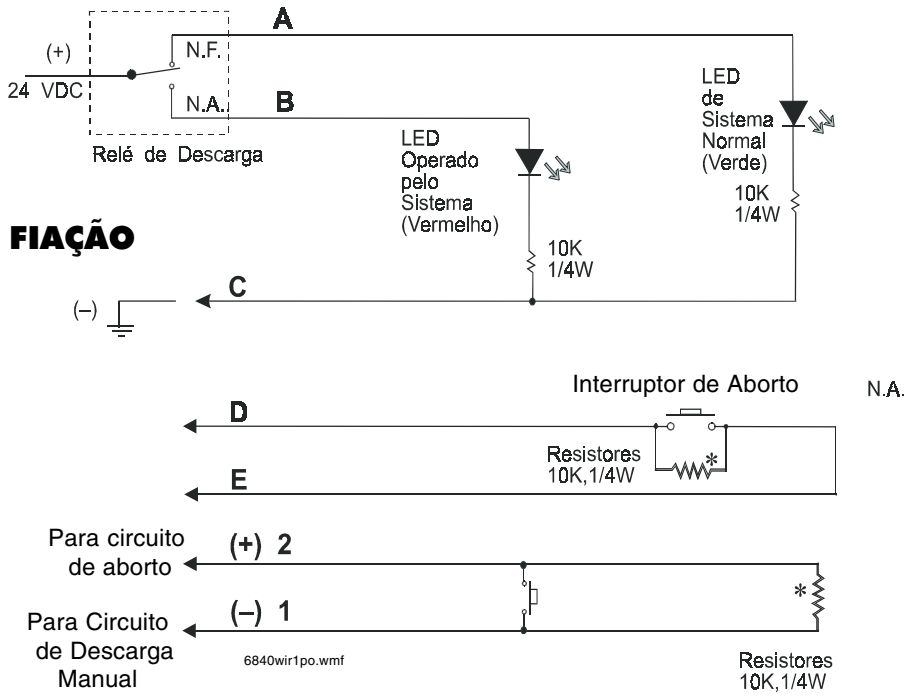 A
(+)
N.F.
24 VDC
N.A.
B
Relé de Descarga
LED
de
Sistema
Normal
(Verde)
LED
Operado
pelo
Sistema
(Vermelho)
10K
1/4W
10K
1/4W
FIAÇÃO
C
(–)
Interruptor de Aborto
N.A.
D
Resistores
10K,1/4W
*
E
Para circuito
de aborto
(+) 2
*
Para Circuito
de Descarga
Manual
(–) 1
6840wir1po.wmf
Resistores
10K,1/4W